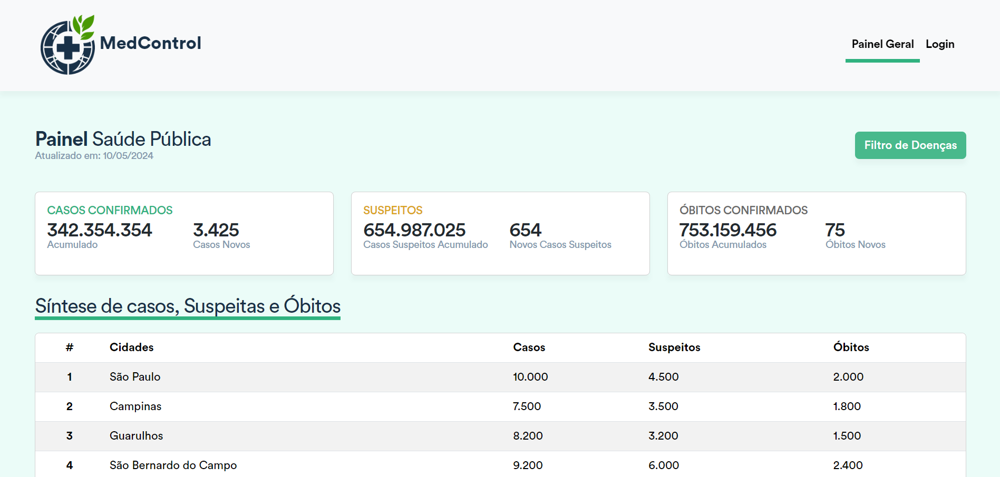 MedControl
Painel Geral Login
Painel Saúde Pública
Atualizado em: 10/05/2024
Filtro de Doenças
CASOS CONFIRMADOS
342.354.354 3.425
Acumulado Casos Novos
SUSPEITOS
654.987.025 654
Casos Suspeitos Acumulado Novos Casos Suspeitos
ÓBITOS CONFIRMADOS
753.159.456 75
Óbitos Acumulados Óbitos Novos
Síntese de casos, Suspeitas e Óbitos
# Cidades Casos Suspeitos Óbitos
1 São Paulo 10.000 4.500 2.000
2 Campinas 7.500 3.500 1.800
3 Guarulhos 8.200 3.200 1.500
4 São Bernardo do Campo 9.200 6.000 2.400